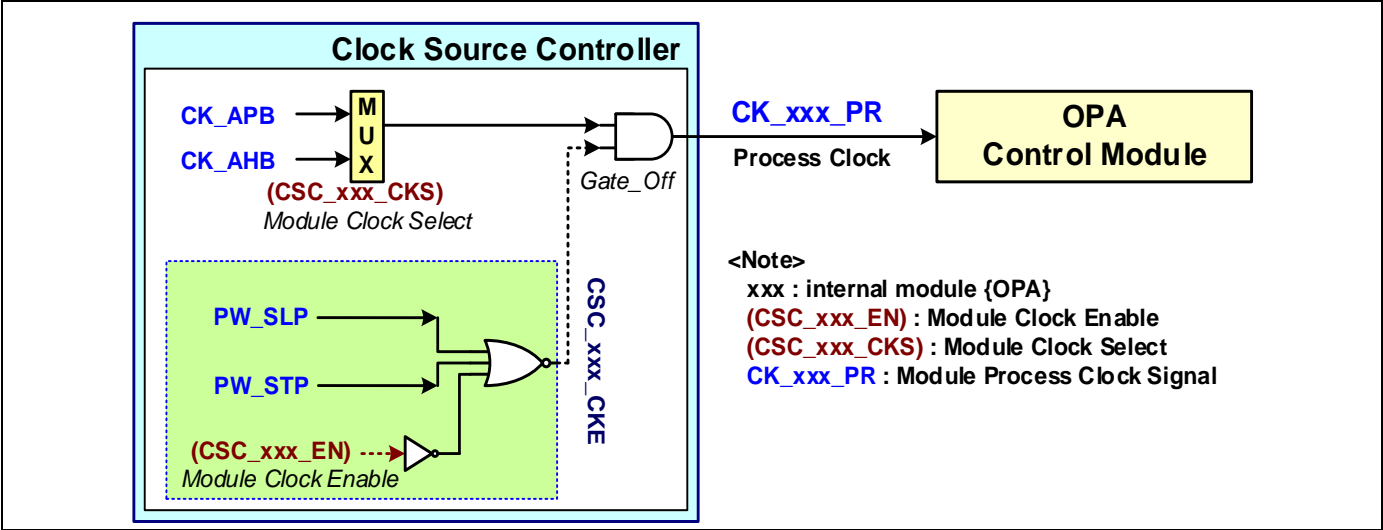 Clock Source Controller
CK_APB
CK_AHB
M
U
X
(CSC_xxx_CKS)
Module Clock Select
Gate_Off
CK_xxx_PR
Process Clock
OPA
Control Module
PW_SLP
PW_STP
(CSC_xxx_EN)
Module Clock Enable
CSC_xxx_CKE
<Note>
xxx : internal module {OPA}
(CSC_xxx_EN) : Module Clock Enable
(CSC_xxx_CKS) : Module Clock Select
CK_xxx_PR : Module Process Clock Signal